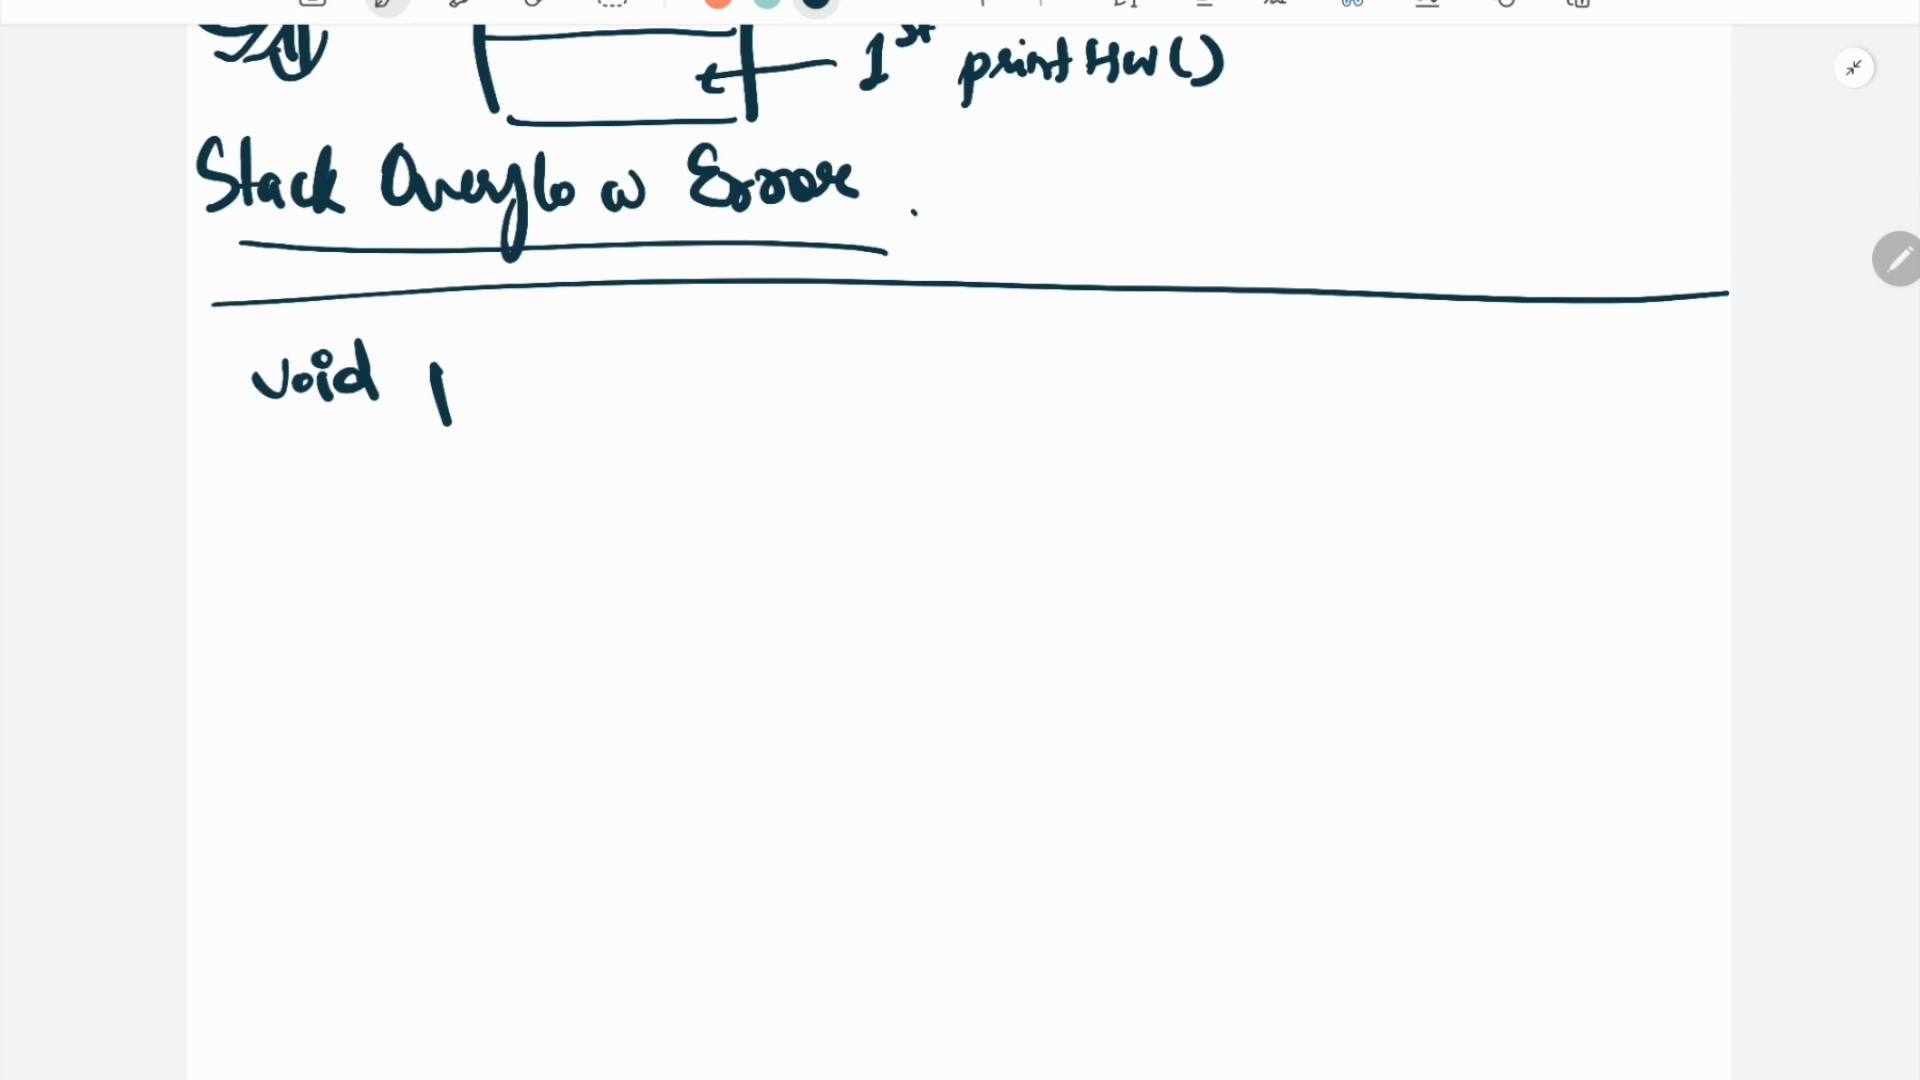 1st printHw()
Stack Overflow Error.
void